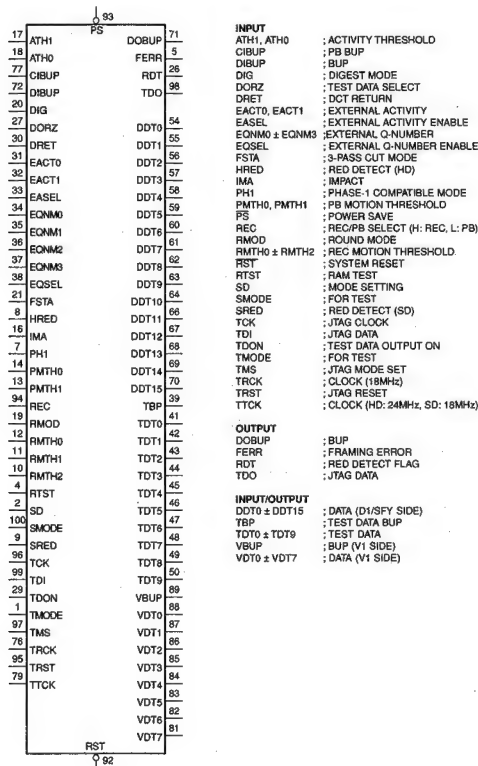 93
PS
17 ATH1 DOBUP 71
18 ATH0 FERR 5
77 CIBUP RDT 26
72 DIBUP TDO 98
20 DIG
27 DORZ DDT0 54
30 DRET DDT1 55
31 EACT0 DDT2 56
32 EACT1 DDT3 57
33 EASEL DDT4 58
34 EQNM0 DDT5 59
35 EQNM1 DDT6 60
36 EQNM2 DDT7 61
37 EQNM3 DDT8 62
38 EQSEL DDT9 63
21 FSTA DDT10 64
8 HRED DDT11 66
16 IMA DDT12 67
7 PH1 DDT13 68
14 PMTH0 DDT14 69
13 PMTH1 DDT15 70
94 REC TBP 39
19 RMOD TDT0 41
12 RMTH0 TDT1 42
11 RMTH1 TDT2 43
10 RMTH2 TDT3 44
4 RTST TDT4 45
2 SD TDT5 46
100 SMODE TDT6 47
9 SRED TDT7 48
96 TCK TDT8 49
99 TDI TDT9 50
29 TDON VBUP 89
1 TMODE VDT0 88
97 TMS VDT1 87
76 TRCK VDT2 86
95 TRST VDT3 85
79 TTCK VDT4 84
VDT5 83
VDT6 82
VDT7 81
RST
92
INPUT
ATH1, ATH0 ; ACTIVITY THRESHOLD
CIBUP ; PB BUP
DIBUP ; BUP
DIG ; DIGEST MODE
DORZ ; TEST DATA SELECT
DRET ; DCT RETURN
EACT0, EACT1 ; EXTERNAL ACTIVITY
EASEL ; EXTERNAL ACTIVITY ENABLE
EQNM0 ± EQNM3 ;EXTERNAL Q-NUMBER
EQSEL ; EXTERNAL Q-NUMBER ENABLE
FSTA ; 3-PASS CUT MODE
HRED ; RED DETECT (HD)
IMA ; IMPACT
PH1 ; PHASE-1 COMPATIBLE MODE
PMTH0, PMTH1 ; PB MOTION THRESHOLD
PS ; POWER SAVE
REC ; REC/PB SELECT (H: REC, L: PB)
RMOD ; ROUND MODE
RMTH0 ± RMTH2 ; REC MOTION THRESHOLD
RST ; SYSTEM RESET
RTST ; RAM TEST
SD ; MODE SETTING
SMODE ; FOR TEST
SRED ; RED DETECT (SD)
TCK ; JTAG CLOCK
TDI ; JTAG DATA
TDON ; TEST DATA OUTPUT ON
TMODE ; FOR TEST
TMS ; JTAG MODE SET
TRCK ; CLOCK (18MHz)
TRST ; JTAG RESET
TTCK ; CLOCK (HD: 24MHz, SD: 18MHz)
OUTPUT
DOBUP ; BUP
FERR ; FRAMING ERROR
RDT ; RED DETECT FLAG
TDO ; JTAG DATA
INPUT/OUTPUT
DDT0 ± DDT15 ; DATA (D1/SFY SIDE)
TBP ; TEST DATA BUP
TDT0 ± TDT9 ; TEST DATA
VBUP ; BUP (V1 SIDE)
VDT0 ± VDT7 ; DATA (V1 SIDE)